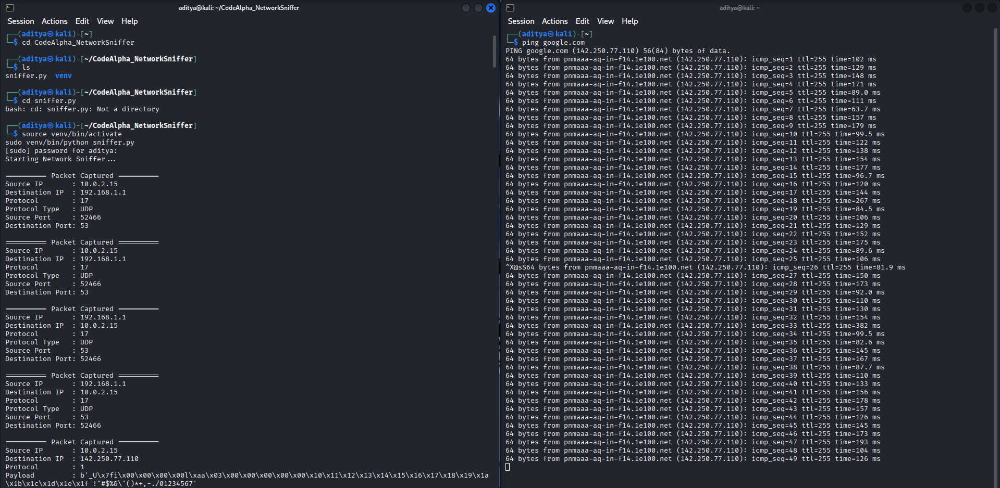 aditya@kali: ~/CodeAlpha_NetworkSniffer
Session Actions Edit View Help
┌──(aditya㉿kali)-[~]
└─$ cd CodeAlpha_NetworkSniffer
┌──(aditya㉿kali)-[~/CodeAlpha_NetworkSniffer]
└─$ ls
sniffer.py venv
┌──(aditya㉿kali)-[~/CodeAlpha_NetworkSniffer]
└─$ cd sniffer.py
bash: cd: sniffer.py: Not a directory
┌──(aditya㉿kali)-[~/CodeAlpha_NetworkSniffer]
└─$ source venv/bin/activate
sudo venv/bin/python sniffer.py
[sudo] password for aditya:
Starting Network Sniffer...
========== Packet Captured ==========
Source IP : 10.0.2.15
Destination IP : 192.168.1.1
Protocol : 17
Protocol Type : UDP
Source Port : 52466
Destination Port: 53
========== Packet Captured ==========
Source IP : 10.0.2.15
Destination IP : 192.168.1.1
Protocol : 17
Protocol Type : UDP
Source Port : 52466
Destination Port: 53
========== Packet Captured ==========
Source IP : 192.168.1.1
Destination IP : 10.0.2.15
Protocol : 17
Protocol Type : UDP
Source Port : 53
Destination Port: 52466
========== Packet Captured ==========
Source IP : 192.168.1.1
Destination IP : 10.0.2.15
Protocol : 17
Protocol Type : UDP
Source Port : 53
Destination Port: 52466
========== Packet Captured ==========
Source IP : 10.0.2.15
Destination IP : 142.250.77.110
Protocol : 1
Payload : b'_U\x7fi\x00\x00\x00\x00l\xaa\x03\x00\x00\x00\x00\x00\x10\x11\x12\x13\x14\x15\x16\x17\x18\x19\x1a
\x1b\x1c\x1d\x1e\x1f !"#$%&\'()*+,-./01234567'
aditya@kali: ~
Session Actions Edit View Help
┌──(aditya㉿kali)-[~]
└─$ ping google.com
PING google.com (142.250.77.110) 56(84) bytes of data.
64 bytes from pnmaaa-aq-in-f14.1e100.net (142.250.77.110): icmp_seq=1 ttl=255 time=102 ms
64 bytes from pnmaaa-aq-in-f14.1e100.net (142.250.77.110): icmp_seq=2 ttl=255 time=129 ms
64 bytes from pnmaaa-aq-in-f14.1e100.net (142.250.77.110): icmp_seq=3 ttl=255 time=148 ms
64 bytes from pnmaaa-aq-in-f14.1e100.net (142.250.77.110): icmp_seq=4 ttl=255 time=171 ms
64 bytes from pnmaaa-aq-in-f14.1e100.net (142.250.77.110): icmp_seq=5 ttl=255 time=89.0 ms
64 bytes from pnmaaa-aq-in-f14.1e100.net (142.250.77.110): icmp_seq=6 ttl=255 time=111 ms
64 bytes from pnmaaa-aq-in-f14.1e100.net (142.250.77.110): icmp_seq=7 ttl=255 time=63.7 ms
64 bytes from pnmaaa-aq-in-f14.1e100.net (142.250.77.110): icmp_seq=8 ttl=255 time=157 ms
64 bytes from pnmaaa-aq-in-f14.1e100.net (142.250.77.110): icmp_seq=9 ttl=255 time=179 ms
64 bytes from pnmaaa-aq-in-f14.1e100.net (142.250.77.110): icmp_seq=10 ttl=255 time=99.5 ms
64 bytes from pnmaaa-aq-in-f14.1e100.net (142.250.77.110): icmp_seq=11 ttl=255 time=122 ms
64 bytes from pnmaaa-aq-in-f14.1e100.net (142.250.77.110): icmp_seq=12 ttl=255 time=138 ms
64 bytes from pnmaaa-aq-in-f14.1e100.net (142.250.77.110): icmp_seq=13 ttl=255 time=154 ms
64 bytes from pnmaaa-aq-in-f14.1e100.net (142.250.77.110): icmp_seq=14 ttl=255 time=177 ms
64 bytes from pnmaaa-aq-in-f14.1e100.net (142.250.77.110): icmp_seq=15 ttl=255 time=96.7 ms
64 bytes from pnmaaa-aq-in-f14.1e100.net (142.250.77.110): icmp_seq=16 ttl=255 time=120 ms
64 bytes from pnmaaa-aq-in-f14.1e100.net (142.250.77.110): icmp_seq=17 ttl=255 time=144 ms
64 bytes from pnmaaa-aq-in-f14.1e100.net (142.250.77.110): icmp_seq=18 ttl=255 time=267 ms
64 bytes from pnmaaa-aq-in-f14.1e100.net (142.250.77.110): icmp_seq=19 ttl=255 time=84.5 ms
64 bytes from pnmaaa-aq-in-f14.1e100.net (142.250.77.110): icmp_seq=20 ttl=255 time=106 ms
64 bytes from pnmaaa-aq-in-f14.1e100.net (142.250.77.110): icmp_seq=21 ttl=255 time=129 ms
64 bytes from pnmaaa-aq-in-f14.1e100.net (142.250.77.110): icmp_seq=22 ttl=255 time=152 ms
64 bytes from pnmaaa-aq-in-f14.1e100.net (142.250.77.110): icmp_seq=23 ttl=255 time=175 ms
64 bytes from pnmaaa-aq-in-f14.1e100.net (142.250.77.110): icmp_seq=24 ttl=255 time=89.6 ms
64 bytes from pnmaaa-aq-in-f14.1e100.net (142.250.77.110): icmp_seq=25 ttl=255 time=106 ms
^X@sS64 bytes from pnmaaa-aq-in-f14.1e100.net (142.250.77.110): icmp_seq=26 ttl=255 time=81.9 ms
64 bytes from pnmaaa-aq-in-f14.1e100.net (142.250.77.110): icmp_seq=27 ttl=255 time=150 ms
64 bytes from pnmaaa-aq-in-f14.1e100.net (142.250.77.110): icmp_seq=28 ttl=255 time=173 ms
64 bytes from pnmaaa-aq-in-f14.1e100.net (142.250.77.110): icmp_seq=29 ttl=255 time=92.0 ms
64 bytes from pnmaaa-aq-in-f14.1e100.net (142.250.77.110): icmp_seq=30 ttl=255 time=110 ms
64 bytes from pnmaaa-aq-in-f14.1e100.net (142.250.77.110): icmp_seq=31 ttl=255 time=130 ms
64 bytes from pnmaaa-aq-in-f14.1e100.net (142.250.77.110): icmp_seq=32 ttl=255 time=154 ms
64 bytes from pnmaaa-aq-in-f14.1e100.net (142.250.77.110): icmp_seq=33 ttl=255 time=382 ms
64 bytes from pnmaaa-aq-in-f14.1e100.net (142.250.77.110): icmp_seq=34 ttl=255 time=99.5 ms
64 bytes from pnmaaa-aq-in-f14.1e100.net (142.250.77.110): icmp_seq=35 ttl=255 time=82.6 ms
64 bytes from pnmaaa-aq-in-f14.1e100.net (142.250.77.110): icmp_seq=36 ttl=255 time=145 ms
64 bytes from pnmaaa-aq-in-f14.1e100.net (142.250.77.110): icmp_seq=37 ttl=255 time=167 ms
64 bytes from pnmaaa-aq-in-f14.1e100.net (142.250.77.110): icmp_seq=38 ttl=255 time=87.7 ms
64 bytes from pnmaaa-aq-in-f14.1e100.net (142.250.77.110): icmp_seq=39 ttl=255 time=110 ms
64 bytes from pnmaaa-aq-in-f14.1e100.net (142.250.77.110): icmp_seq=40 ttl=255 time=133 ms
64 bytes from pnmaaa-aq-in-f14.1e100.net (142.250.77.110): icmp_seq=41 ttl=255 time=156 ms
64 bytes from pnmaaa-aq-in-f14.1e100.net (142.250.77.110): icmp_seq=42 ttl=255 time=178 ms
64 bytes from pnmaaa-aq-in-f14.1e100.net (142.250.77.110): icmp_seq=43 ttl=255 time=157 ms
64 bytes from pnmaaa-aq-in-f14.1e100.net (142.250.77.110): icmp_seq=44 ttl=255 time=126 ms
64 bytes from pnmaaa-aq-in-f14.1e100.net (142.250.77.110): icmp_seq=45 ttl=255 time=145 ms
64 bytes from pnmaaa-aq-in-f14.1e100.net (142.250.77.110): icmp_seq=46 ttl=255 time=173 ms
64 bytes from pnmaaa-aq-in-f14.1e100.net (142.250.77.110): icmp_seq=47 ttl=255 time=193 ms
64 bytes from pnmaaa-aq-in-f14.1e100.net (142.250.77.110): icmp_seq=48 ttl=255 time=104 ms
64 bytes from pnmaaa-aq-in-f14.1e100.net (142.250.77.110): icmp_seq=49 ttl=255 time=126 ms